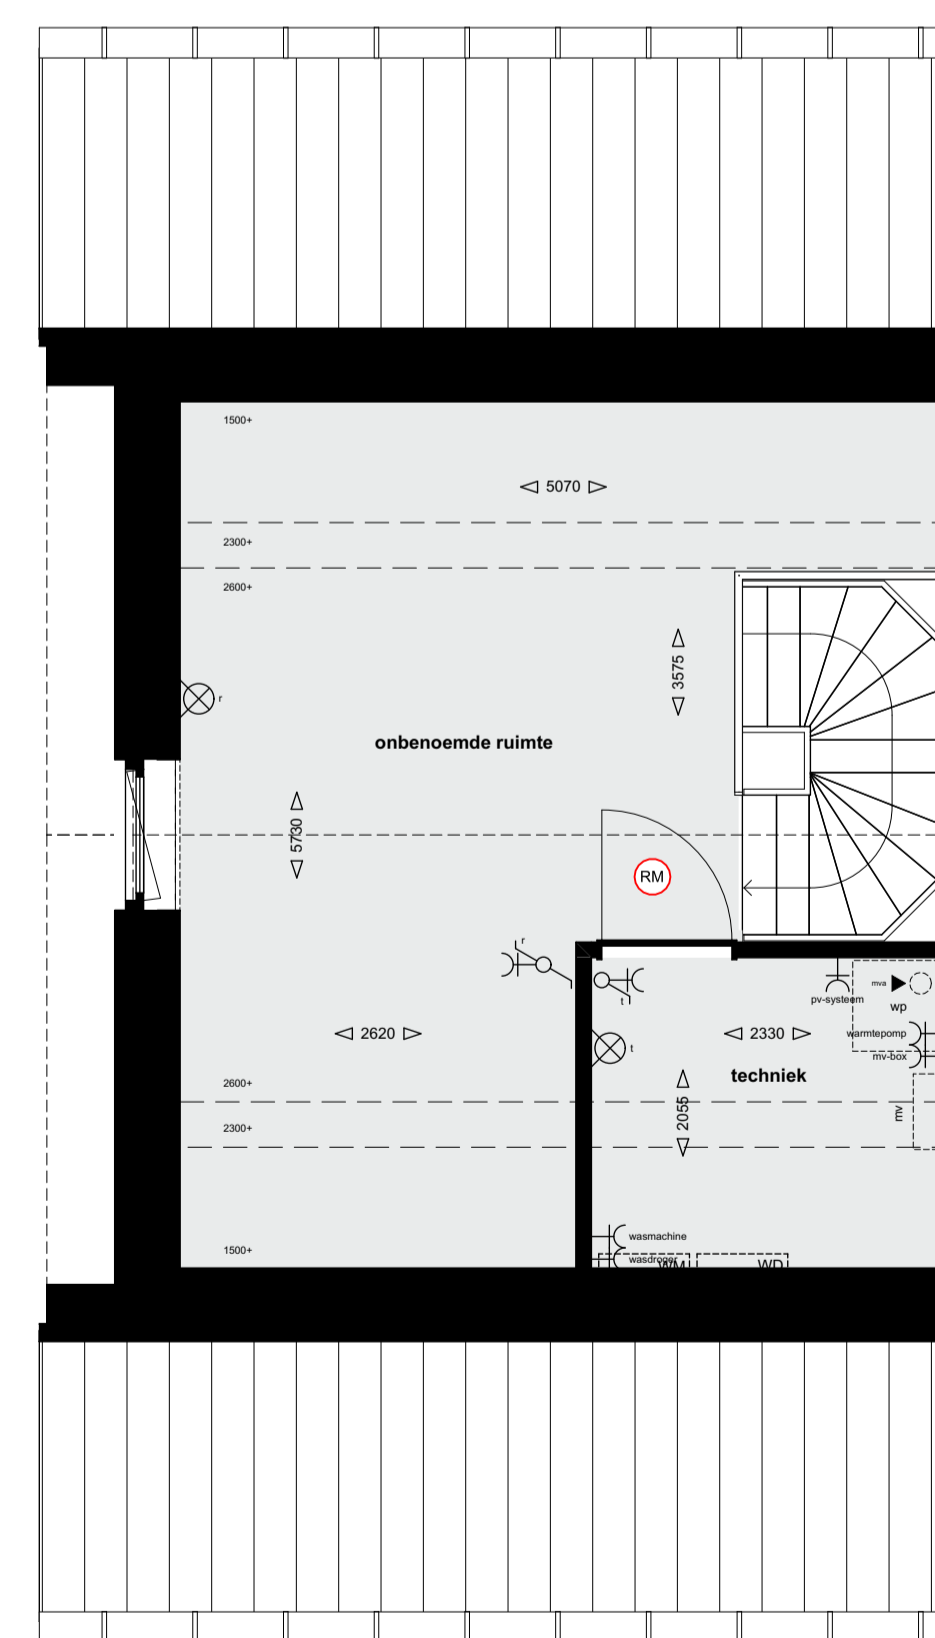 1500+
5070
2300+
2600+
3575
r
onbenoemde ruimte
5730
RM
r
t
mva
pv-systeem
wp
2620
2330
warmtepomp
t
mv-box
techniek
2600+
2055
mv
2300+
wasmachine
1500+
wasdroger
WM
WD